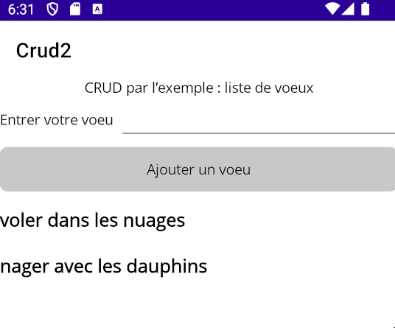 6:31
Crud2
CRUD par l’exemple : liste de voeux
Entrer votre voeu
Ajouter un voeu
voler dans les nuages
nager avec les dauphins